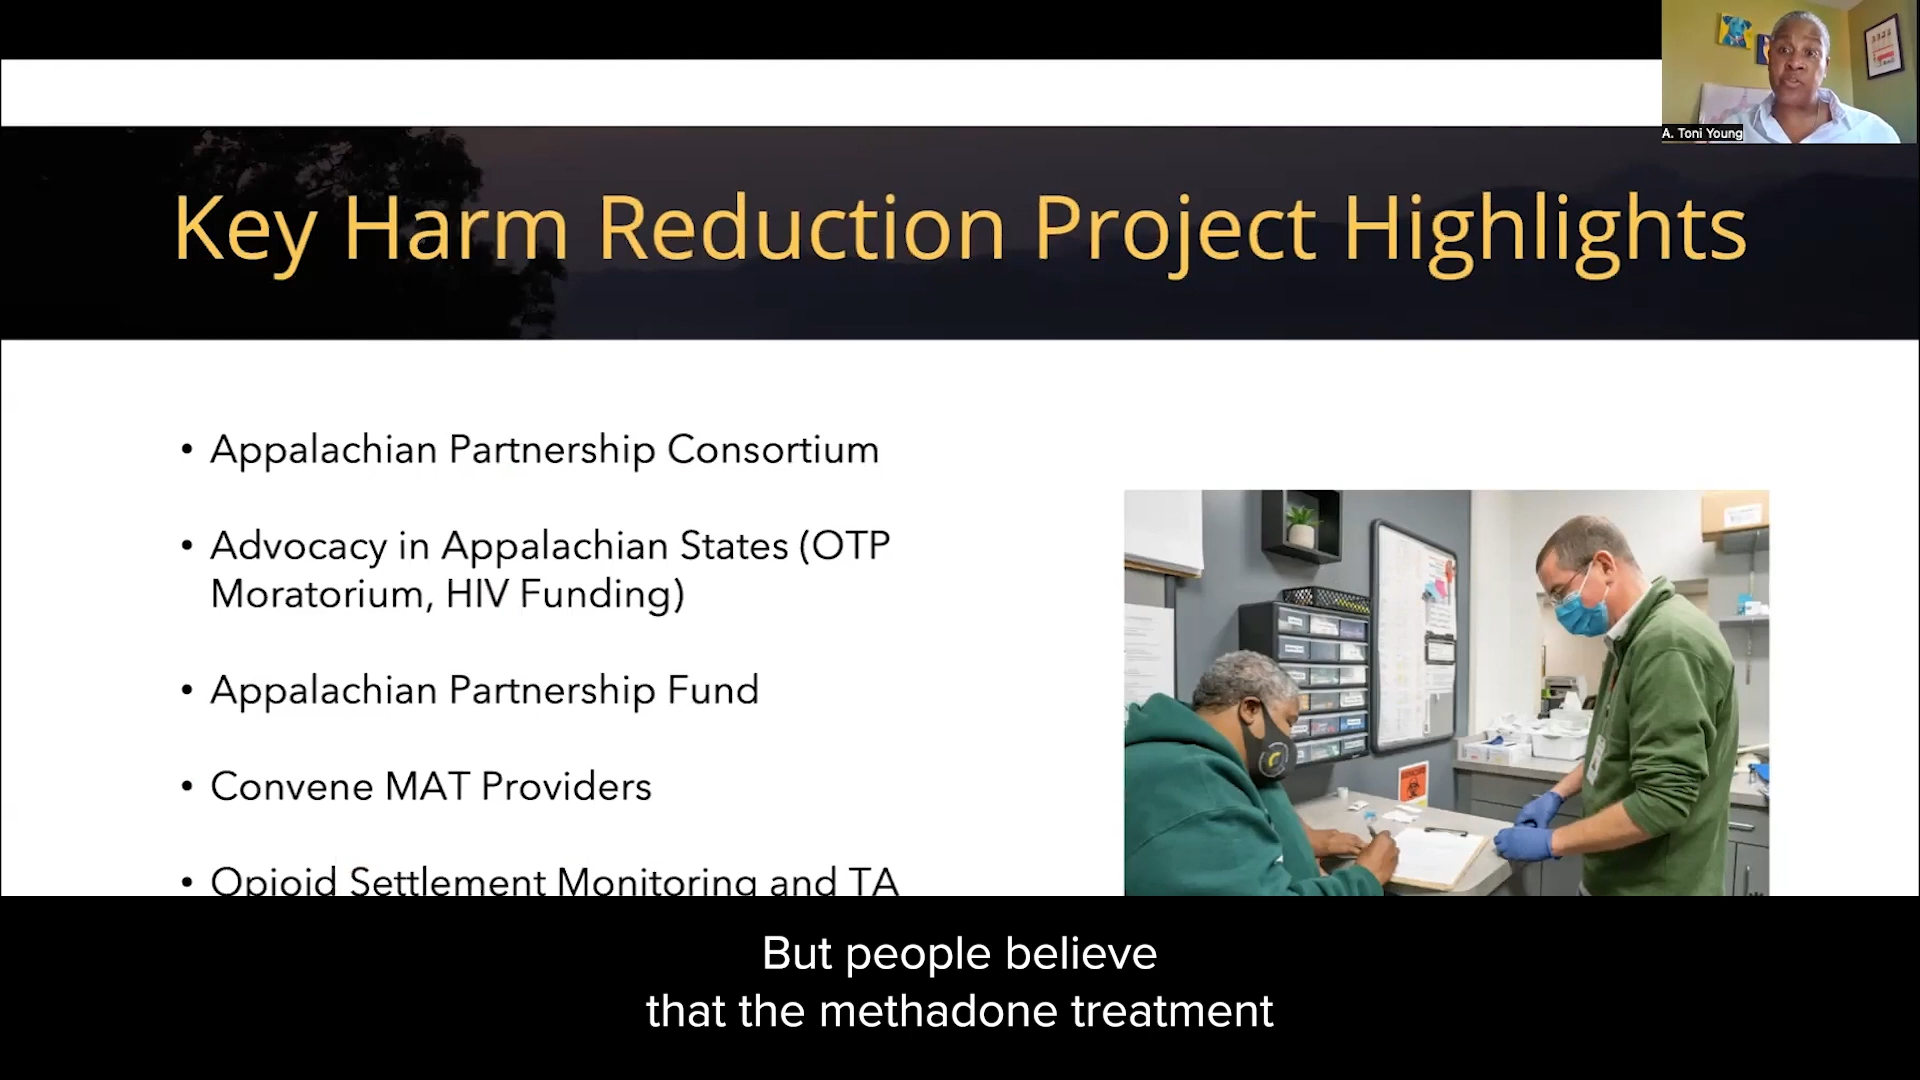 A. Toni Young
Key Harm Reduction Project Highlights
• Appalachian Partnership Consortium
• Advocacy in Appalachian States (OTP
Moratorium, HIV Funding)
• Appalachian Partnership Fund
• Convene MAT Providers
• Opioid Settlement Monitoring and TA
But people believe
that the methadone treatment